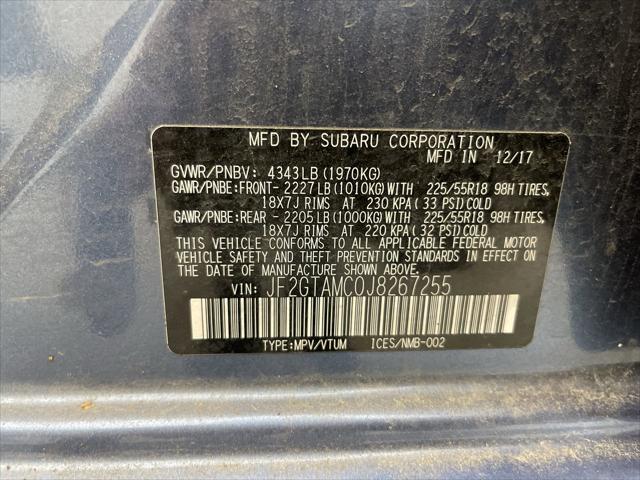 MFD BY SUBARU CORPORATION
MFD IN 12/17
GVWR/PNBV: 4343LB(1970KG)
GAWR/PNBE:FRONT- 2227LB(1010KG)WITH 225/55R18 98H TIRES,
18X7J RIMS AT 230 KPA(33 PSI)COLD
GAWR/PNBE:REAR - 2205LB(1000KG)WITH 225/55R18 98H TIRES,
18X7J RIMS AT 220 KPA(32 PSI)COLD
THIS VEHICLE CONFORMS TO ALL APPLICABLE FEDERAL MOTOR
VEHICLE SAFETY AND THEFT PREVENTION STANDARDS IN EFFECT ON
THE DATE OF MANUFACTURE SHOWN ABOVE.
VIN: JF2GTAMC0J8267255
TYPE:MPV/VTUM ICES/NMB-002